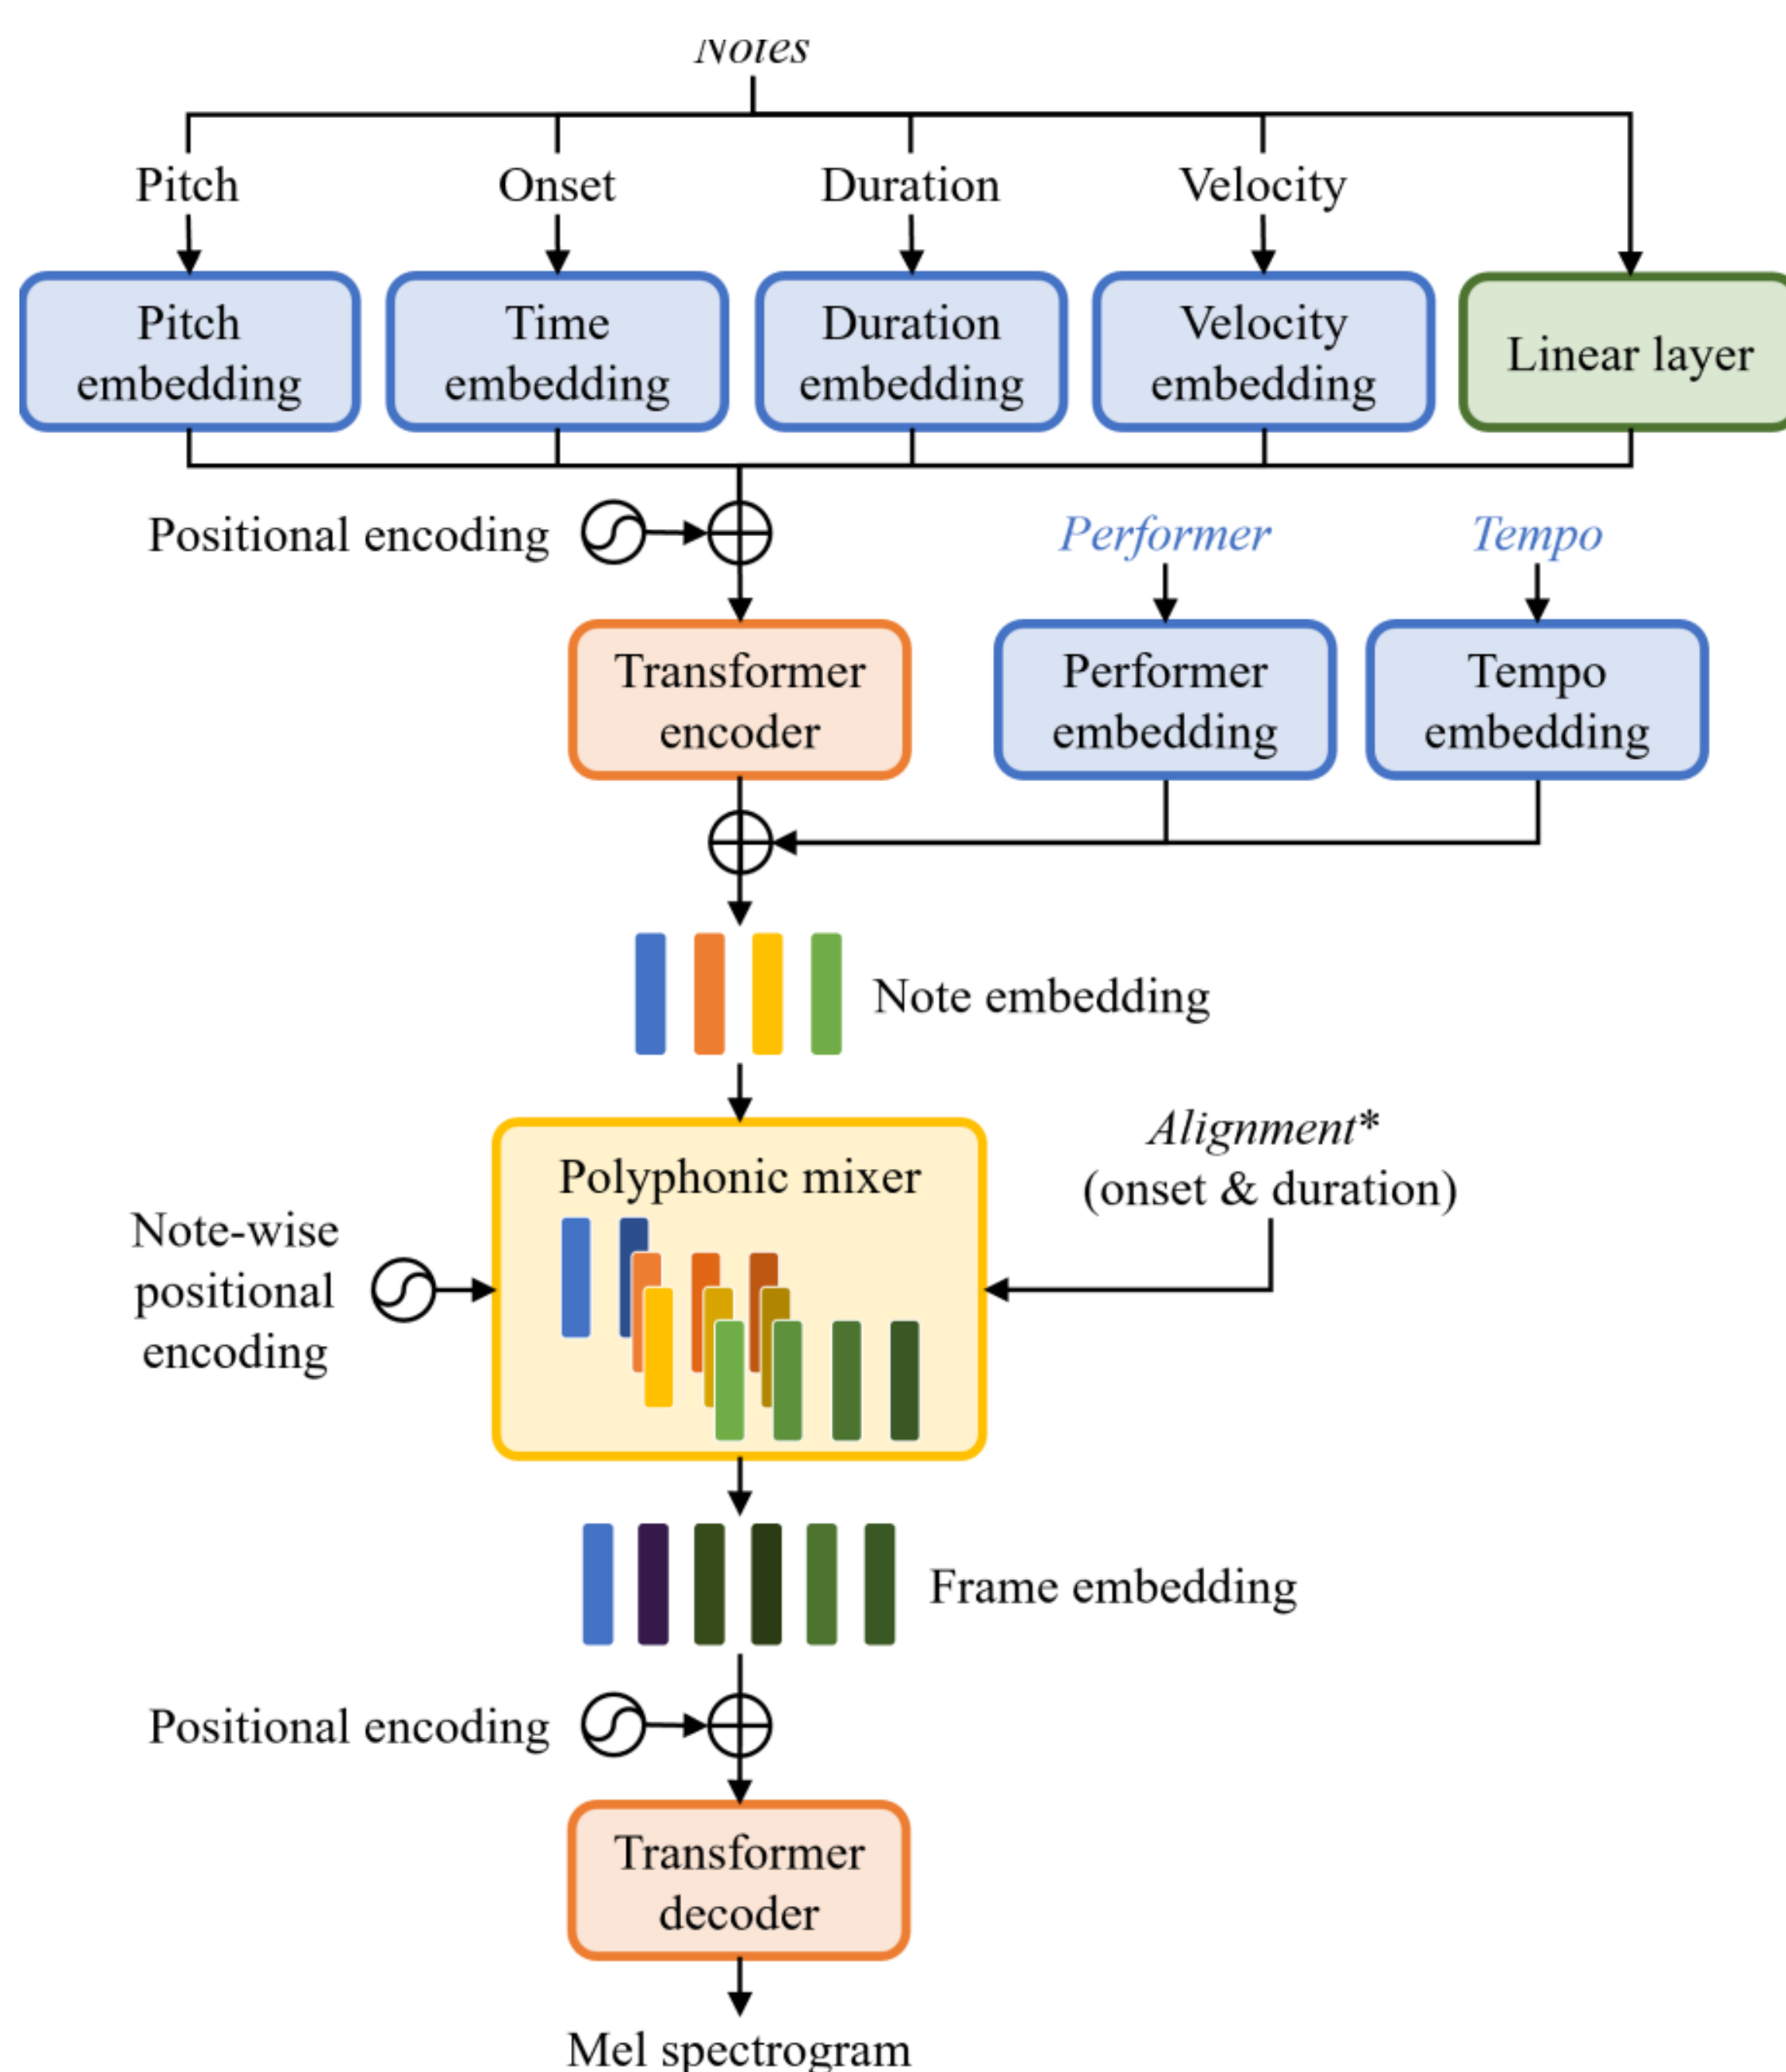 Notes
Pitch
Onset
Duration
Velocity
Pitch
embedding
Time
embedding
Duration
embedding
Velocity
embedding
Linear layer
Positional encoding
Performer
Tempo
Transformer
encoder
Performer
embedding
Tempo
embedding
Note embedding
Polyphonic mixer
Alignment*
(onset & duration)
Note-wise
positional
encoding
Frame embedding
Positional encoding
Transformer
decoder
Mel spectrogram